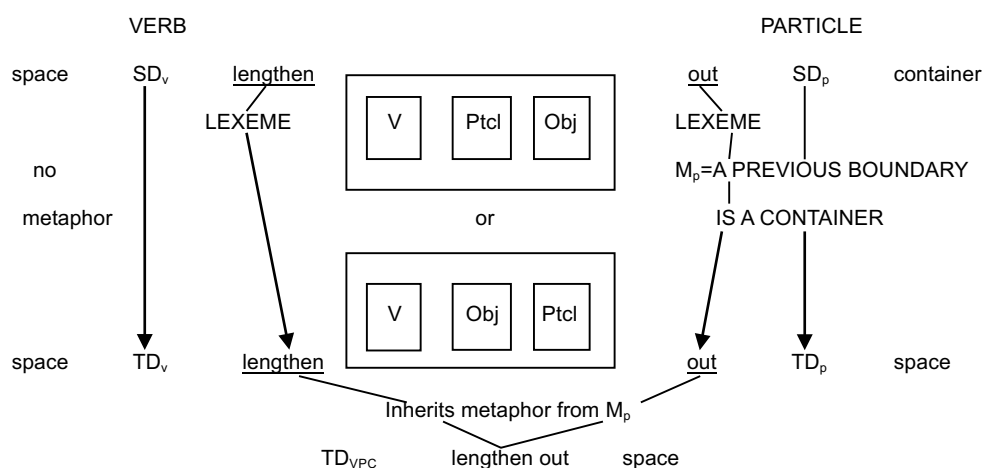 VERB PARTICLE
space SDv lengthen out SDp container
LEXEME V Ptcl Obj LEXEME
no Mp=A PREVIOUS BOUNDARY
metaphor or IS A CONTAINER
V Obj Ptcl
space TDv lengthen out TDp space
Inherits metaphor from Mp
TDVPC lengthen out space